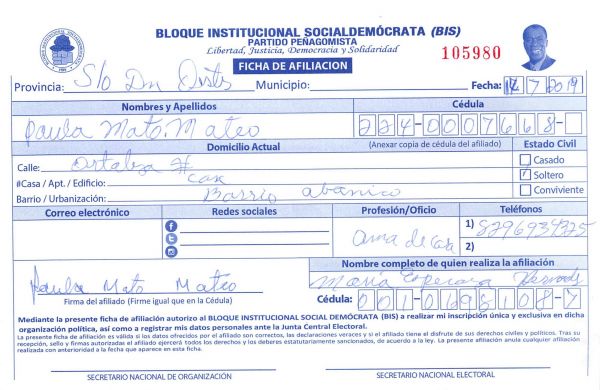 BLOQUE INSTITUCIONAL SOCIALDEMÓCRATA (BIS)
PARTIDO PEÑAGOMISTA
Libertad, Justicia, Democracia y Solidaridad
FICHA DE AFILIACION
105980
Provincia: S/o Dn Municipio: Fecha: 7 2019
Nombres y Apellidos Cédula
Paula Mato Mateo 224-0007668-
Domicilio Actual (Anexar copia de cédula del afiliado) Estado Civil
Calle: #
Casado
#Casa / Apt. / Edificio: casa
Soltero
Barrio / Urbanización: Barrio abanico
Conviviente
Correo electrónico Redes sociales Profesión/Oficio Teléfonos
ama de casa 1) 8296934325
2)
Nombre completo de quien realiza la afiliación
Paula Mato Mateo María
Firma del afiliado (Firme igual que en la Cédula) Cédula: 001-0693108-7
Mediante la presente ficha de afiliación autorizo al BLOQUE INSTITUCIONAL SOCIAL DEMÓCRATA (BIS) a realizar mi inscripción única y exclusiva en dicha
organización política, así como a registrar mis datos personales ante la Junta Central Electoral.
La presente ficha de afiliación es válida si los datos ofrecidos por el afiliado son correctos, las declaraciones veraces y si el afiliado tiene el disfrute de sus derechos civiles y políticos. Tras su
recepción, sello y firmas autorizadas el afiliado ejercerá todos los derechos y los deberes estatutariamente sancionados, de acuerdo a la ley. La presente afiliación anula cualquier afiliación
realizada con anterioridad a la fecha que aparece en esta ficha.
SECRETARIO NACIONAL DE ORGANIZACIÓN SECRETARIO NACIONAL ELECTORAL